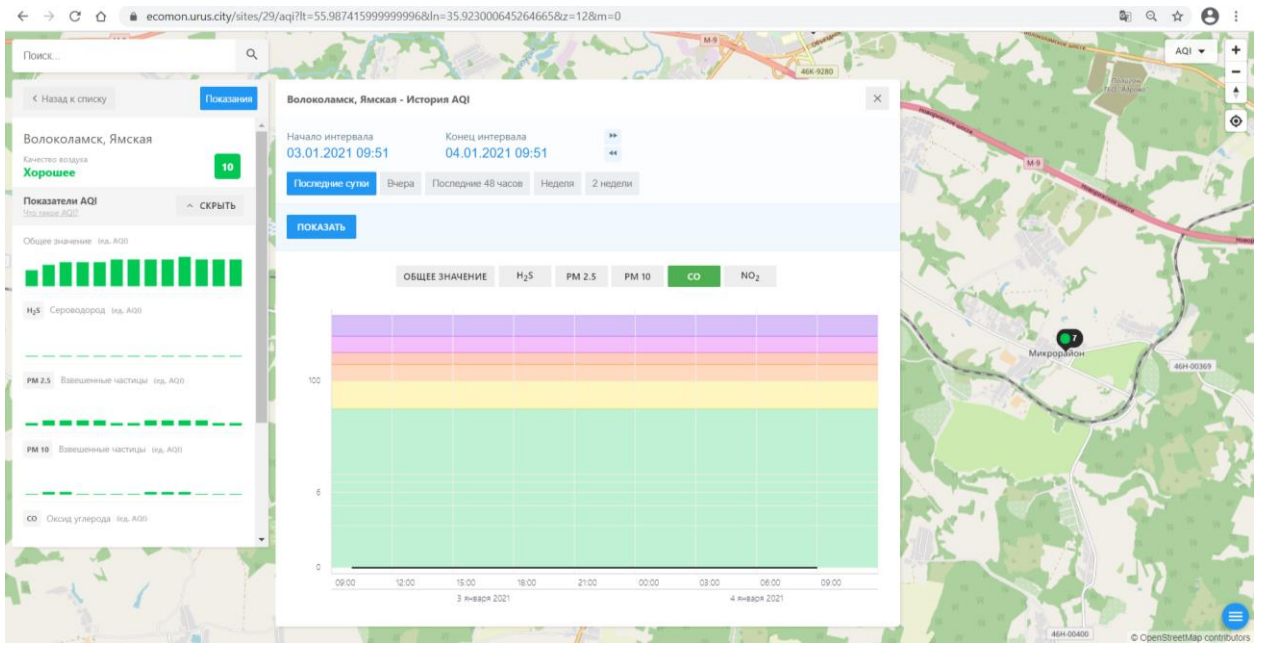 ecomon.urus.city/sites/29/aqi?lt=55.987415999999996&ln=35.923000645264665&z=12&m=0
Поиск...
AQI
Назад к списку
Показания
Волоколамск, Ямская
Качество воздуха
Хорошее
10
Показатели AQI
Что такое AQI?
СКРЫТЬ
Общее значение (ед. AQI)
H₂S Сероводород (ед. AQI)
PM 2.5 Взвешенные частицы (ед. AQI)
PM 10 Взвешенные частицы (ед. AQI)
CO Оксид углерода (ед. AQI)
Волоколамск, Ямская - История AQI
Начало интервала
Конец интервала
03.01.2021 09:51
04.01.2021 09:51
Последние сутки
Вчера
Последние 48 часов
Неделя
2 недели
ПОКАЗАТЬ
ОБЩЕЕ ЗНАЧЕНИЕ
H₂S
PM 2.5
PM 10
CO
NO₂
100
6
0
09:00 12:00 15:00 18:00 21:00 00:00 03:00 06:00 09:00
3 января 2021
4 января 2021
М-9
46К-9280
М-9
Новорижское шоссе
7
Микрорайон
46Н-00369
46Н-00400
© OpenStreetMap contributors